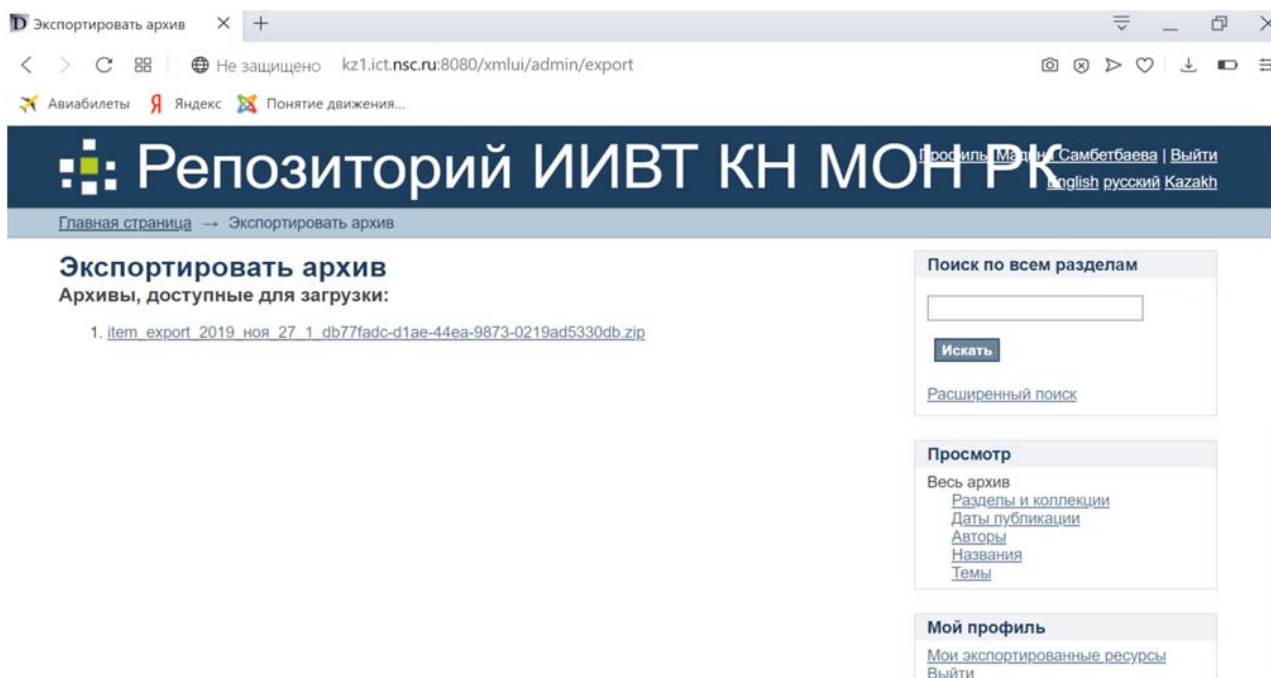 Экспортировать архив
Не защищено kz1.ict.nsc.ru:8080/xmlui/admin/export
Авиабилеты Яндекс Понятие движения...
Репозиторий ИИВТ КН МОН РК
Профиль: Мадина Самбетбаева | Выйти
English русский Kazakh
Главная страница → Экспортировать архив
Экспортировать архив
Архивы, доступные для загрузки:
1. item_export_2019_ноя_27_1_db77fadc-d1ae-44ea-9873-0219ad5330db.zip
Поиск по всем разделам
Искать
Расширенный поиск
Просмотр
Весь архив
Разделы и коллекции
Даты публикации
Авторы
Названия
Темы
Мой профиль
Мои экспортированные ресурсы
Выйти